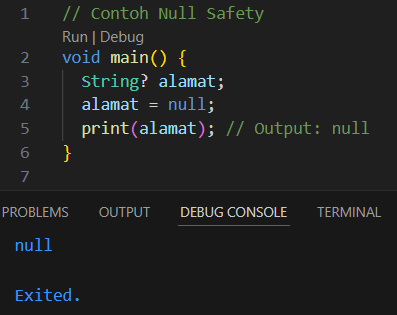 1 // Contoh Null Safety
Run | Debug
2 void main() {
3 String? alamat;
4 alamat = null;
5 print(alamat); // Output: null
6 }
7
PROBLEMS OUTPUT DEBUG CONSOLE TERMINAL
null
Exited.